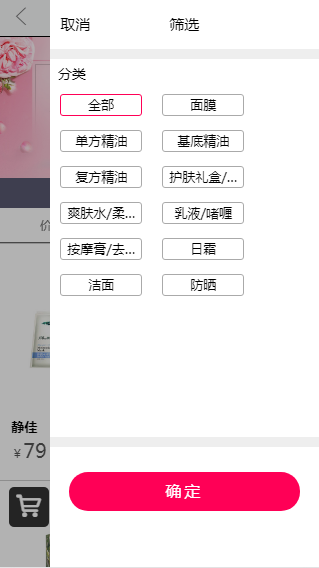 取消 筛选
分类
全部 面膜
单方精油 基底精油
复方精油 护肤礼盒/...
价
爽肤水/柔... 乳液/啫喱
按摩膏/去... 日霜
洁面 防晒
静佳
￥79
确定